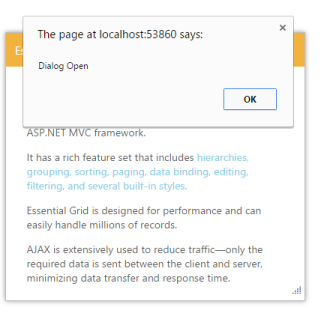 The page at localhost:53860 says:
Dialog Open
OK
ASP.NET MVC framework.
It has a rich feature set that includes hierarchies,
grouping, sorting, paging, data binding, editing,
filtering, and several built-in styles.
Essential Grid is designed for performance and can
easily handle millions of records.
AJAX is extensively used to reduce traffic—only the
required data is sent between the client and server,
minimizing data transfer and response time.